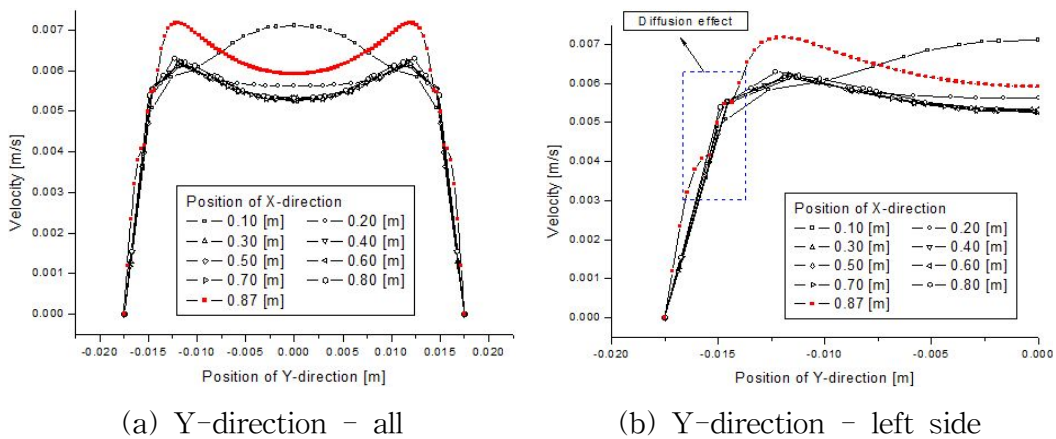 0.007
0.006
0.005
0.004
0.003
0.002
0.001
0.000
Velocity [m/s]
-0.020 -0.015 -0.010 -0.005 0.000 0.005 0.010 0.015 0.020
Position of Y-direction [m]
Position of X-direction
0.10 [m] 0.20 [m]
0.30 [m] 0.40 [m]
0.50 [m] 0.60 [m]
0.70 [m] 0.80 [m]
0.87 [m]
(a) Y-direction - all
Diffusion effect
0.007
0.006
0.005
0.004
0.003
0.002
0.001
0.000
Velocity [m/s]
-0.020 -0.015 -0.010 -0.005 0.000
Position of Y-direction [m]
Position of X-direction
0.10 [m] 0.20 [m]
0.30 [m] 0.40 [m]
0.50 [m] 0.60 [m]
0.70 [m] 0.80 [m]
0.87 [m]
(b) Y-direction - left side